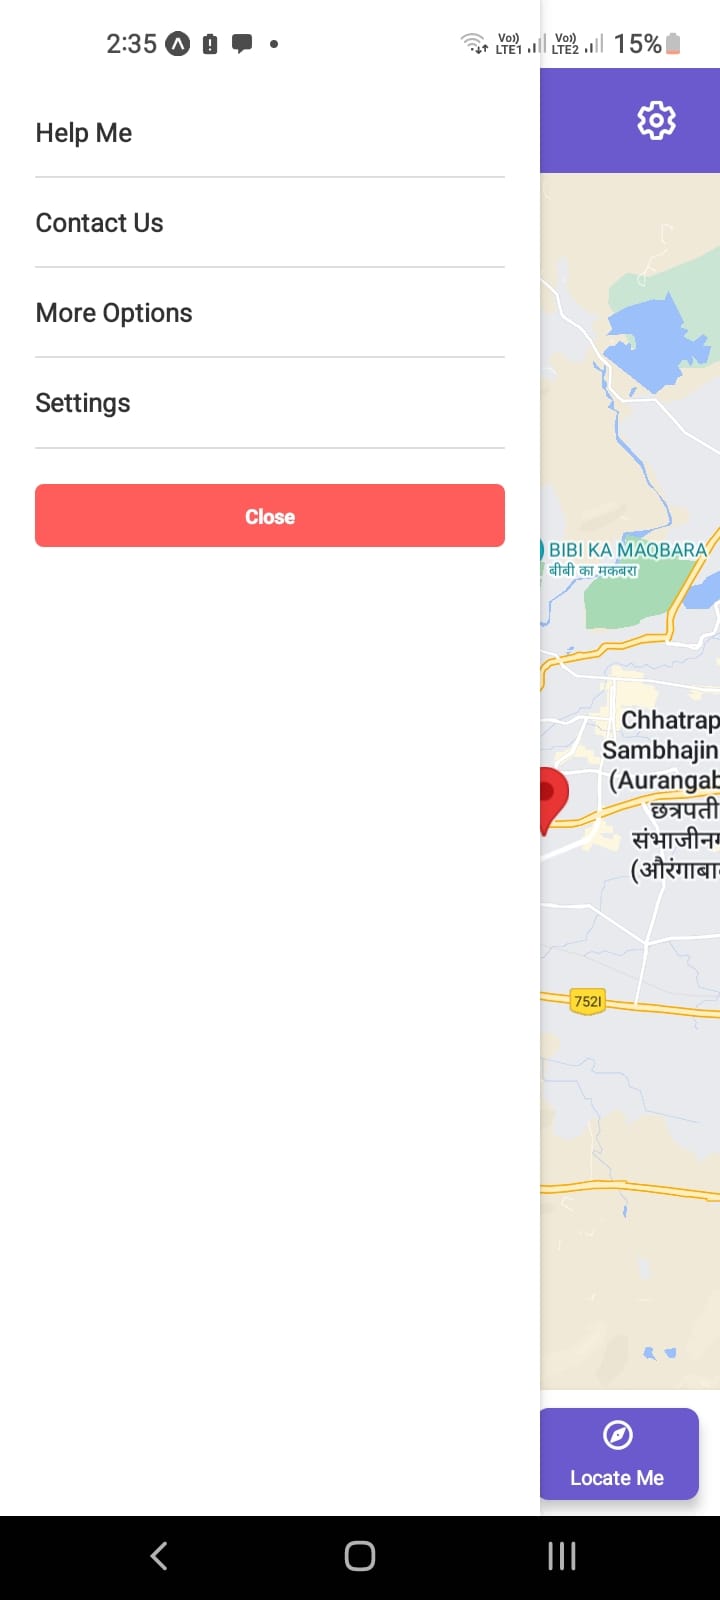 2:35
Vo)) LTE1 Vo)) LTE2 15%
Help Me
Contact Us
More Options
Settings
Close
BIBI KA MAQBARA
बीबी का मकबरा
Chhatrap
Sambhajin
(Aurangab
छत्रपती
संभाजीन
(औरंगाबा
752I
Locate Me